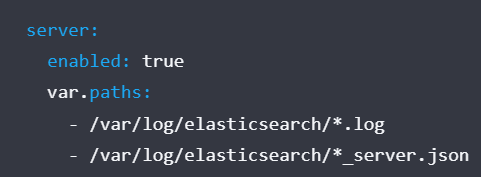 server:
  enabled: true
  var.paths:
    - /var/log/elasticsearch/*.log
    - /var/log/elasticsearch/*_server.json